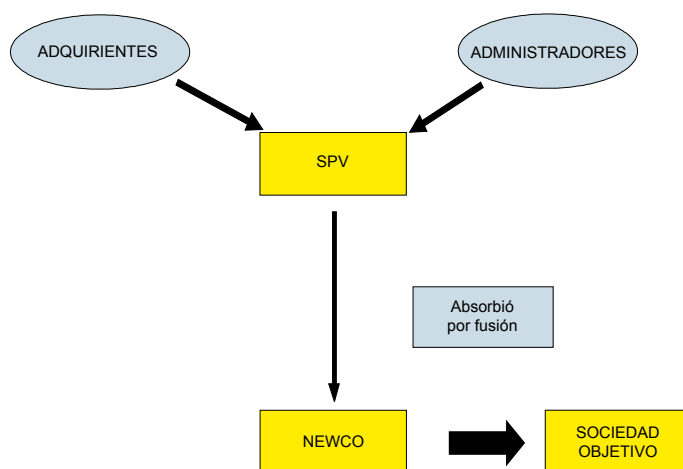 ADQUIRIENTES
ADMINISTRADORES
SPV
Absorbió
por fusión
NEWCO
SOCIEDAD
OBJETIVO